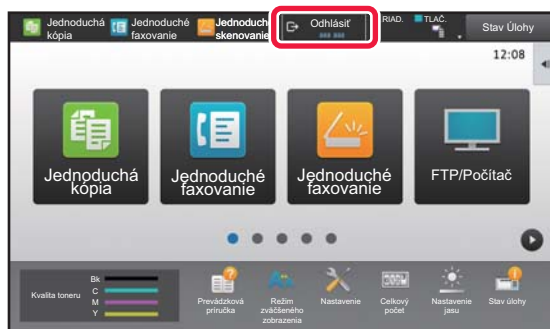 Jednoduchá
kópia
Jednoduché
faxovanie
Jednoduch
skenovanie
Odhlásiť
RIAD.
TLAČ.
Stav Úlohy
12:08
Jednoduchá
kópia
Jednoduché
faxovanie
Jednoduché
faxovanie
FTP/Počítač
Kvalita toneru
Bk
C
M
Y
Prevádzková
príručka
Režim
zväčšeného
zobrazenia
Nastavenie
Celkový
počet
Nastavenie
jasu
Stav úlohy